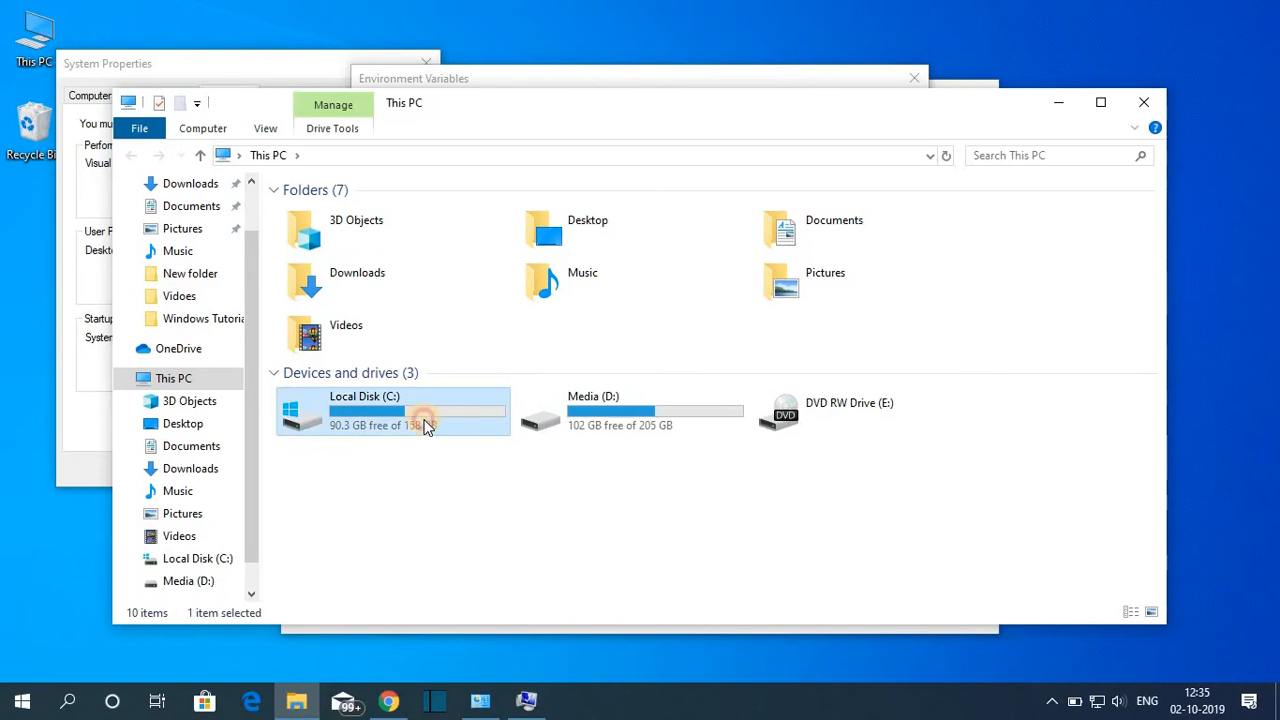 This PC
Recycle Bi
System Properties
Environment Variables
Computer
You mu
Perfor
Visual
User P
Deskto
Startup
System
Manage
This PC
File
Computer
View
Drive Tools
This PC
Search This PC
Downloads
Documents
Pictures
Music
New folder
Vidoes
Windows Tutoria
OneDrive
This PC
3D Objects
Desktop
Documents
Downloads
Music
Pictures
Videos
Local Disk (C:)
Media (D:)
Folders (7)
3D Objects
Desktop
Documents
Downloads
Music
Pictures
Videos
Devices and drives (3)
Local Disk (C:)
90.3 GB free of
Media (D:)
102 GB free of 205 GB
DVD RW Drive (E:)
DVD
10 items
1 item selected
99+
ENG
12:35
02-10-2019